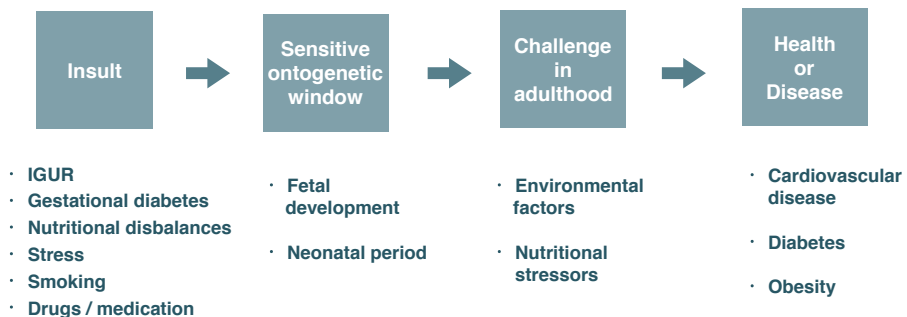 Insult
Sensitive
ontogenetic
window
Challenge
in
adulthood
Health
or
Disease
· IGUR
· Gestational diabetes
· Nutritional disbalances
· Stress
· Smoking
· Drugs / medication
· Fetal
development
· Neonatal period
· Environmental
factors
· Nutritional
stressors
· Cardiovascular
disease
· Diabetes
· Obesity